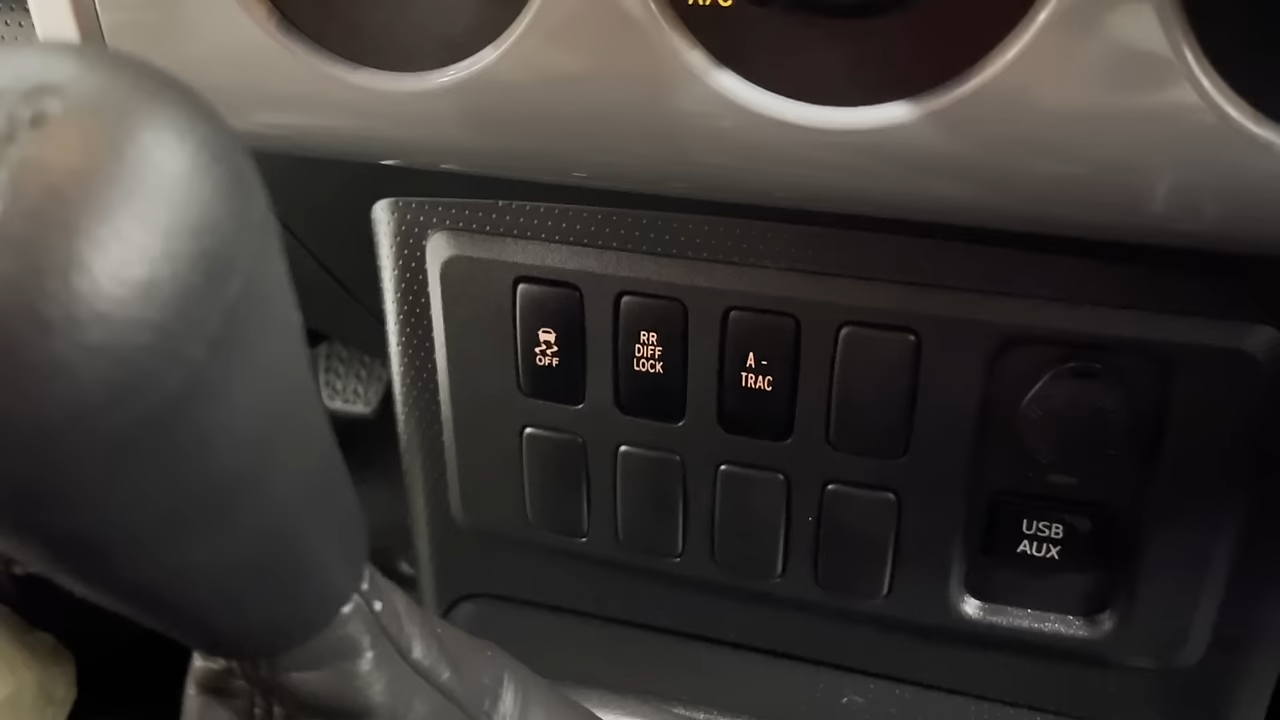 A/C
OFF
RR
DIFF
LOCK
A -
TRAC
USB
AUX